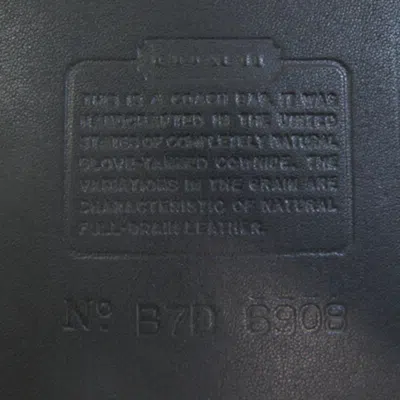 THIS IS A COACH BAG. IT WAS
HANDCRAFTED IN THE UNITED
STATES OF COMPLETELY NATURAL
GLOVE TANNED COWHIDE. THE
VARIATIONS IN THE GRAIN ARE
CHARACTERISTIC OF NATURAL
FULL-GRAIN LEATHER.
Nº B7D 6908